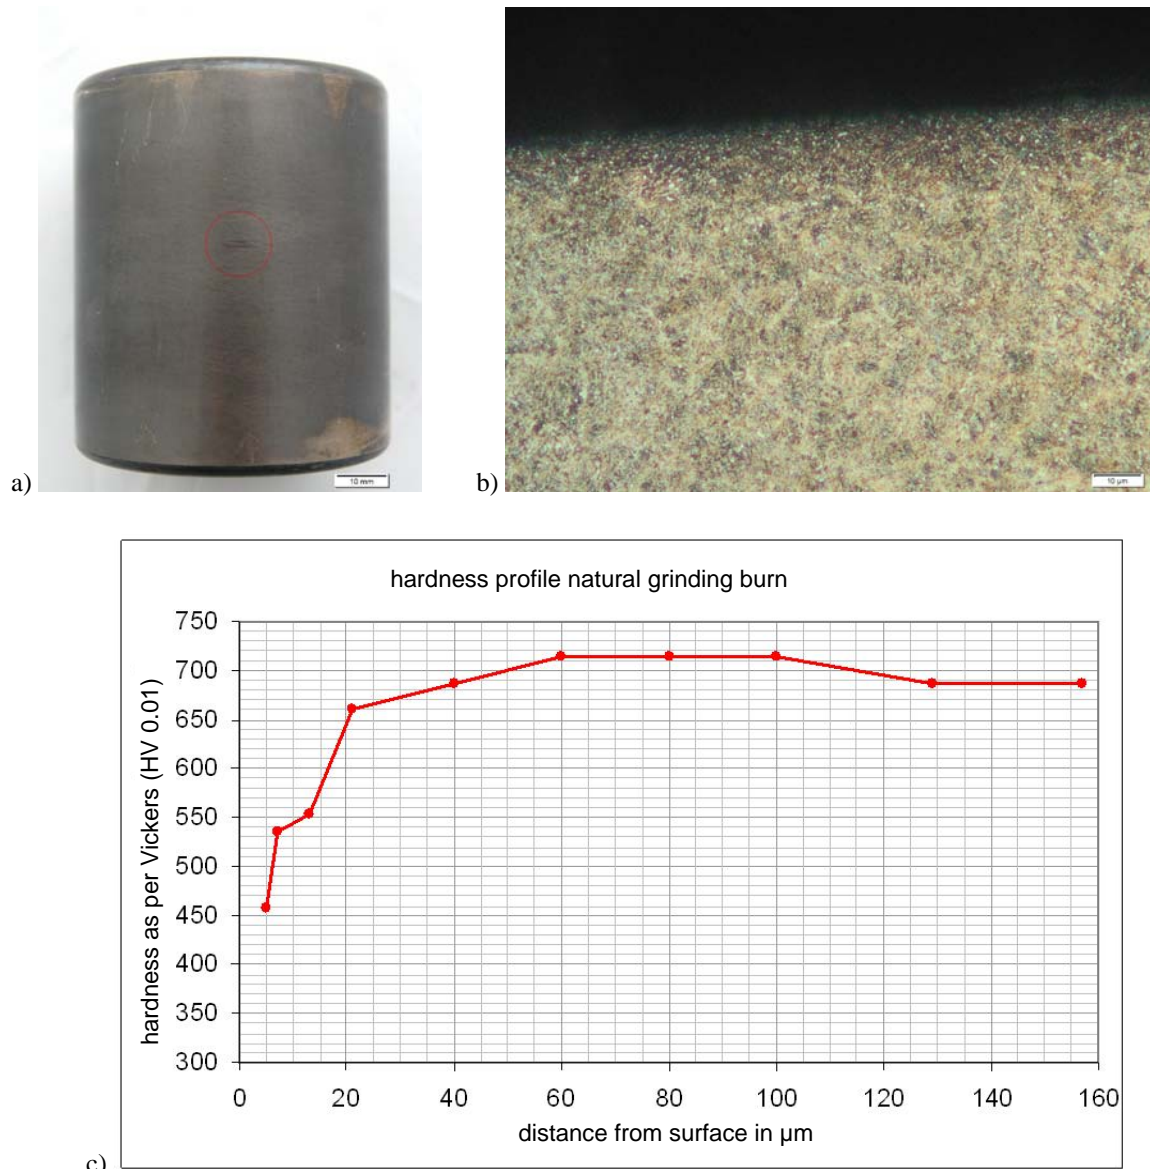 a)
10 mm
b)
10 µm
hardness profile natural grinding burn
hardness as per Vickers (HV 0.01)
750
700
650
600
550
500
450
400
350
300
0 20 40 60 80 100 120 140 160
distance from surface in µm
c)